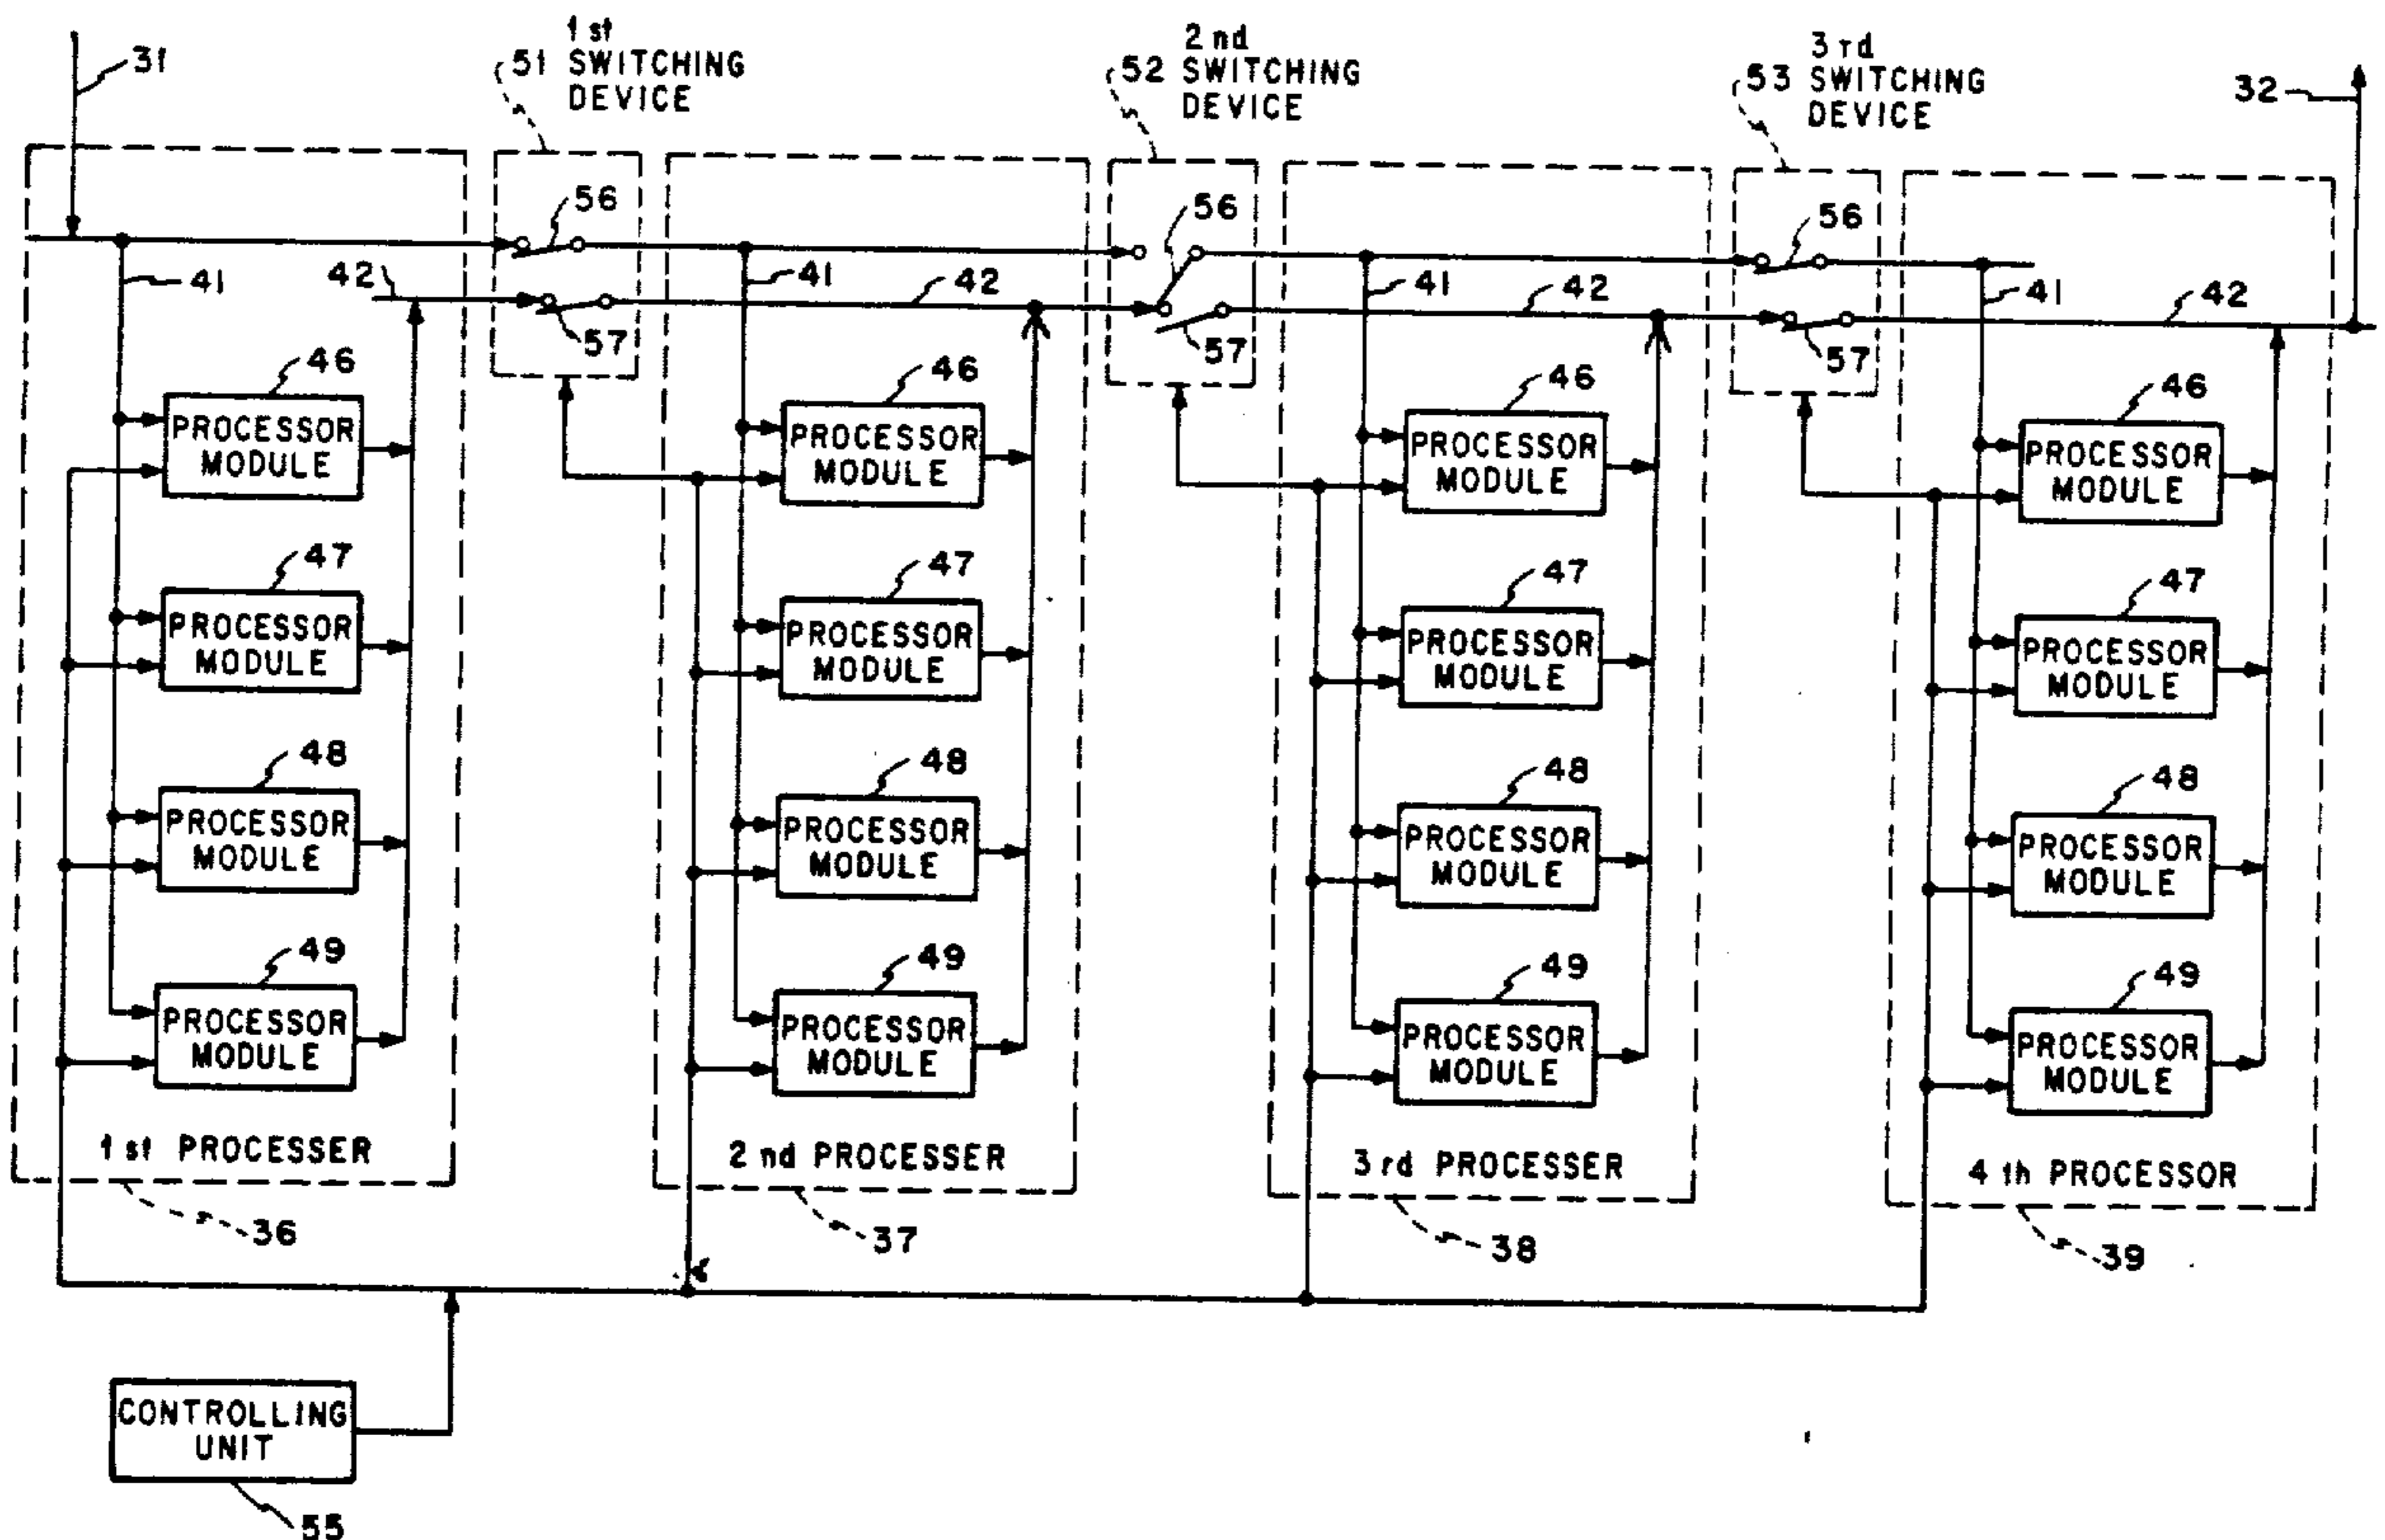 31
1st
51 SWITCHING
DEVICE
2nd
52 SWITCHING
DEVICE
3rd
53 SWITCHING
DEVICE
32
56
56
56
41
42
41
42
41
42
41
42
57
57
57
46
PROCESSOR
MODULE
47
PROCESSOR
MODULE
48
PROCESSOR
MODULE
49
PROCESSOR
MODULE
1st PROCESSER
36
46
PROCESSOR
MODULE
47
PROCESSOR
MODULE
48
PROCESSOR
MODULE
49
PROCESSOR
MODULE
2nd PROCESSER
37
46
PROCESSOR
MODULE
47
PROCESSOR
MODULE
48
PROCESSOR
MODULE
49
PROCESSOR
MODULE
3rd PROCESSER
38
46
PROCESSOR
MODULE
47
PROCESSOR
MODULE
48
PROCESSOR
MODULE
49
PROCESSOR
MODULE
4th PROCESSOR
39
CONTROLLING
UNIT
55